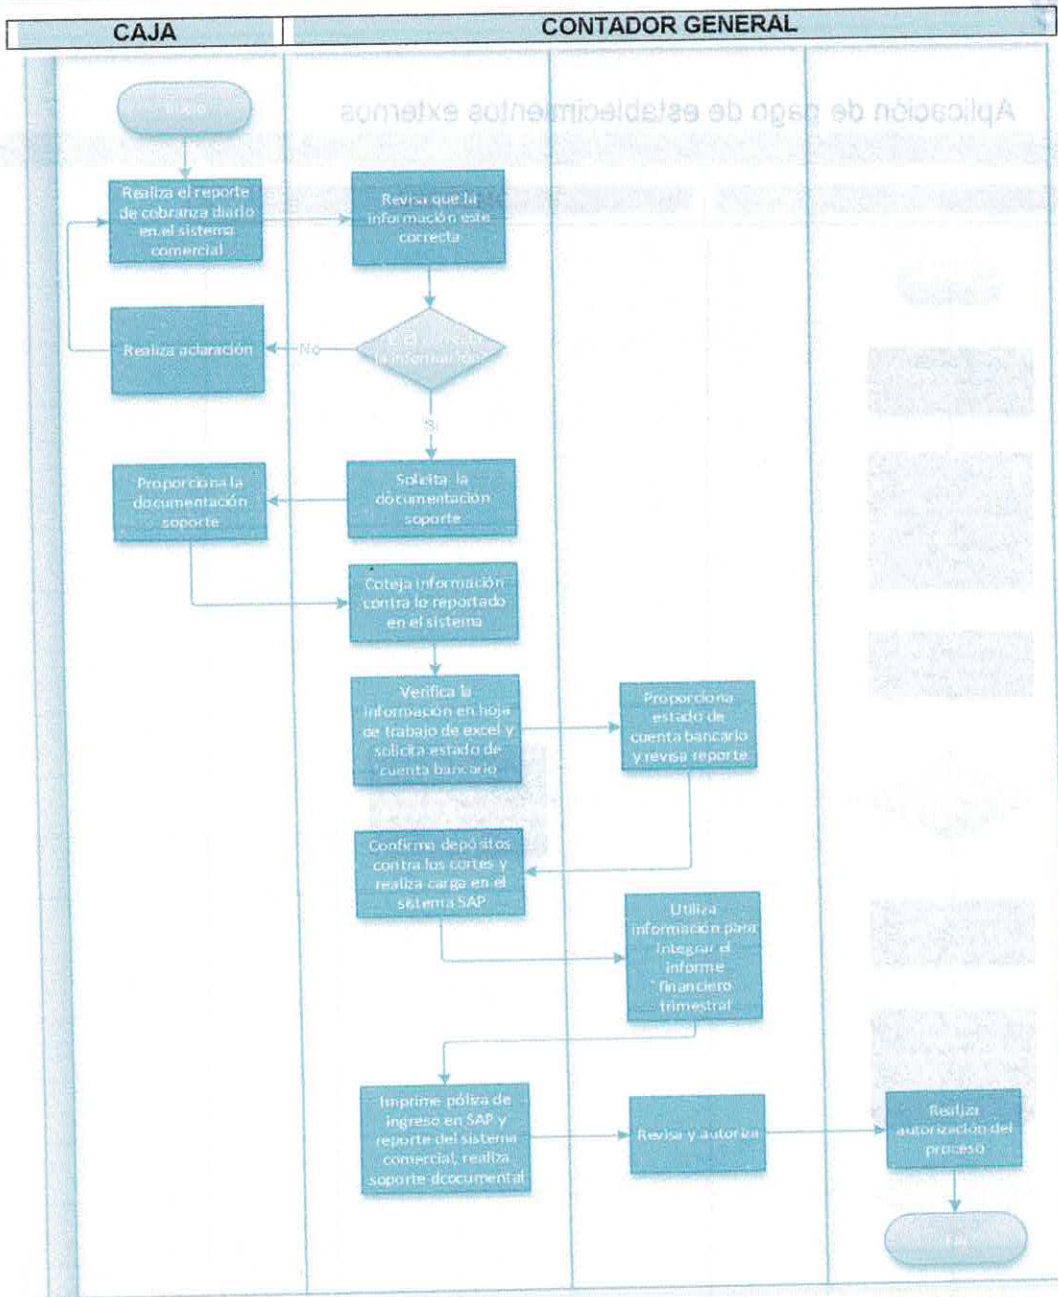 CAJA
CONTADOR GENERAL
Aplicación de pago de establecimientos externos
Inicio
Realiza el reporte
de cobranza diario
en el sistema
comercial
Revisa que la
información este
correcta
Realiza aclaración
No
la información
Si
Proporciona la
documentación
soporte
Solicita la
documentación
soporte
Coteja información
contra lo reportado
en el sistema
Verifica la
información en hoja
de trabajo de excel y
solicita estado de
cuenta bancario
Proporciona
estado de
cuenta bancario
y revisa reporte
Confirma depósitos
contra los cortes y
realiza carga en el
sistema SAP
Utiliza
información para
integrar el
informe
financiero
trimestral
Imprime póliza de
ingreso en SAP y
reporte del sistema
comercial, realiza
soporte dcocumental
Revisa y autoriza
Realiza
autorización del
proceso
Fin